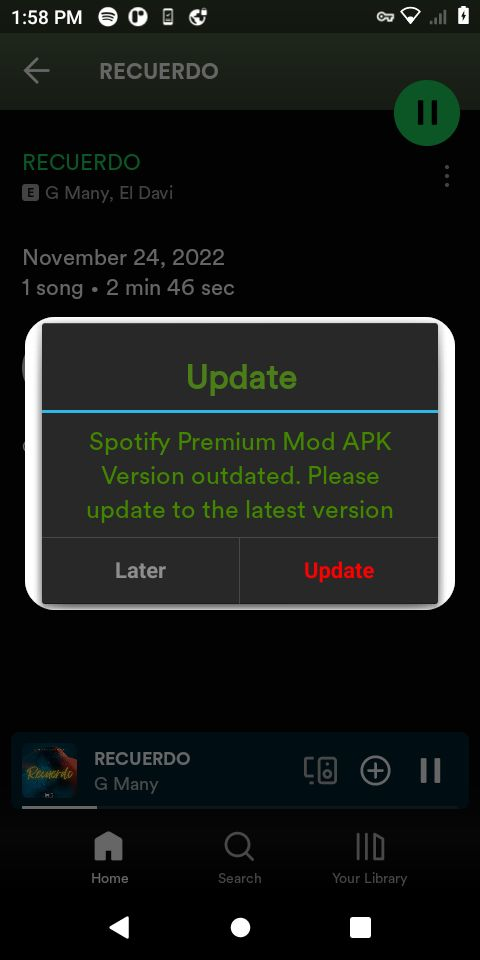 1:58 PM
RECUERDO
RECUERDO
E G Many, El Davi
November 24, 2022
1 song • 2 min 46 sec
Update
Spotify Premium Mod APK
Version outdated. Please
update to the latest version
Later
Update
Recuerdo
RECUERDO
G Many
Home
Search
Your Library